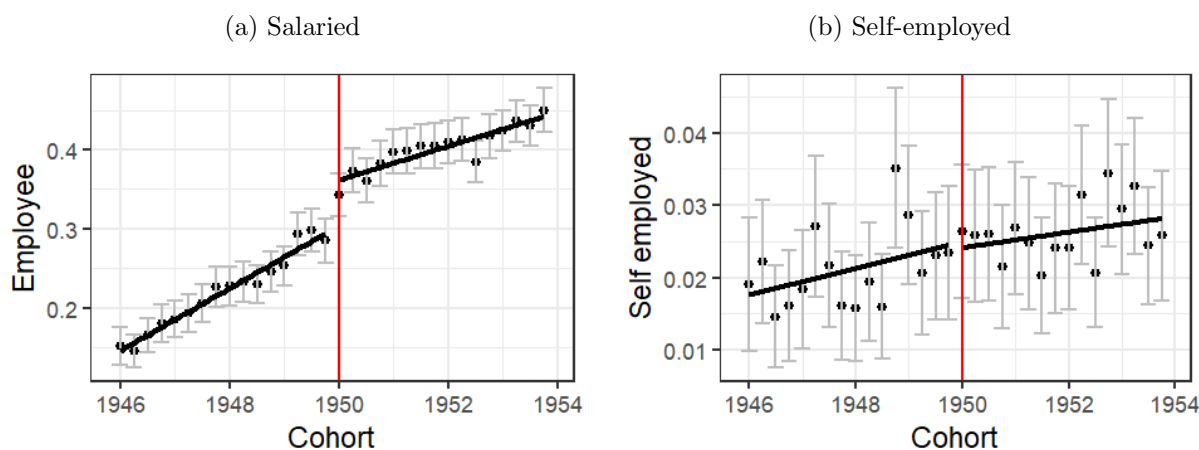 (a) Salaried
(b) Self-employed
Employee
0.4
0.3
0.2
1946 1948 1950 1952 1954
Cohort
Self employed
0.04
0.03
0.02
0.01
1946 1948 1950 1952 1954
Cohort